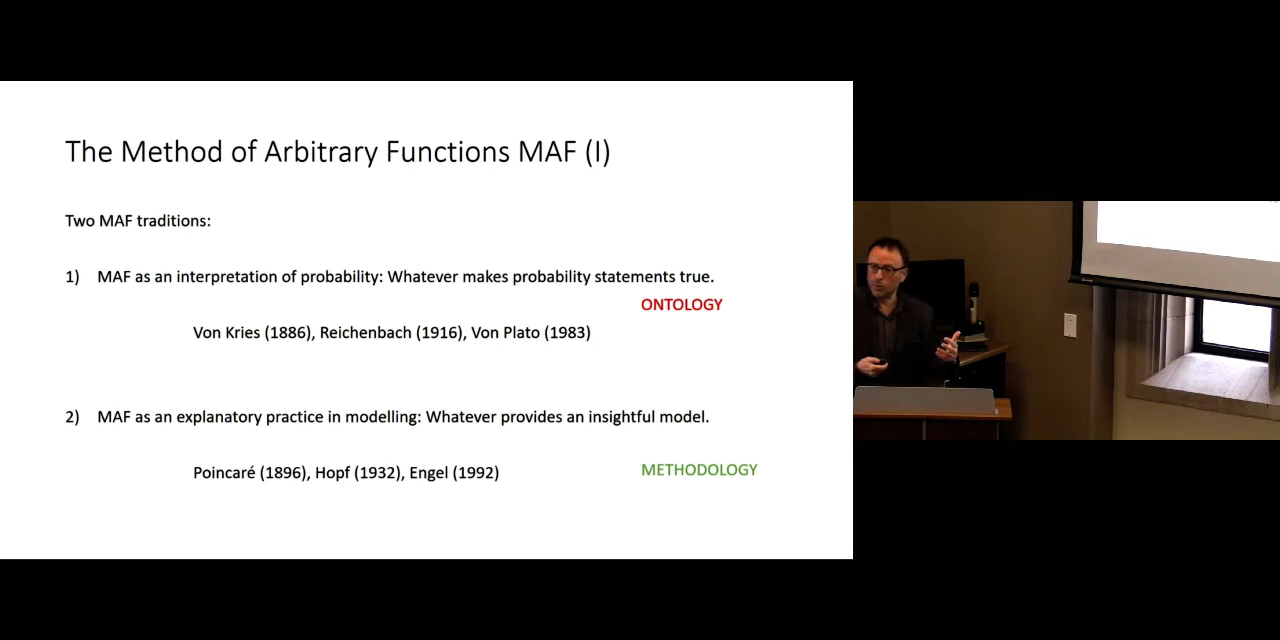 The Method of Arbitrary Functions MAF (I)
Two MAF traditions:
1) MAF as an interpretation of probability: Whatever makes probability statements true.
ONTOLOGY
Von Kries (1886), Reichenbach (1916), Von Plato (1983)
2) MAF as an explanatory practice in modelling: Whatever provides an insightful model.
Poincaré (1896), Hopf (1932), Engel (1992)
METHODOLOGY